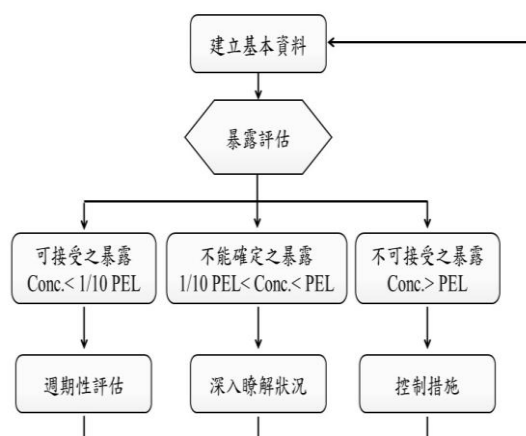 建立基本資料
暴露評估
可接受之暴露
Conc.< 1/10 PEL
不能確定之暴露
1/10 PEL< Conc.< PEL
不可接受之暴露
Conc.> PEL
週期性評估
深入瞭解狀況
控制措施